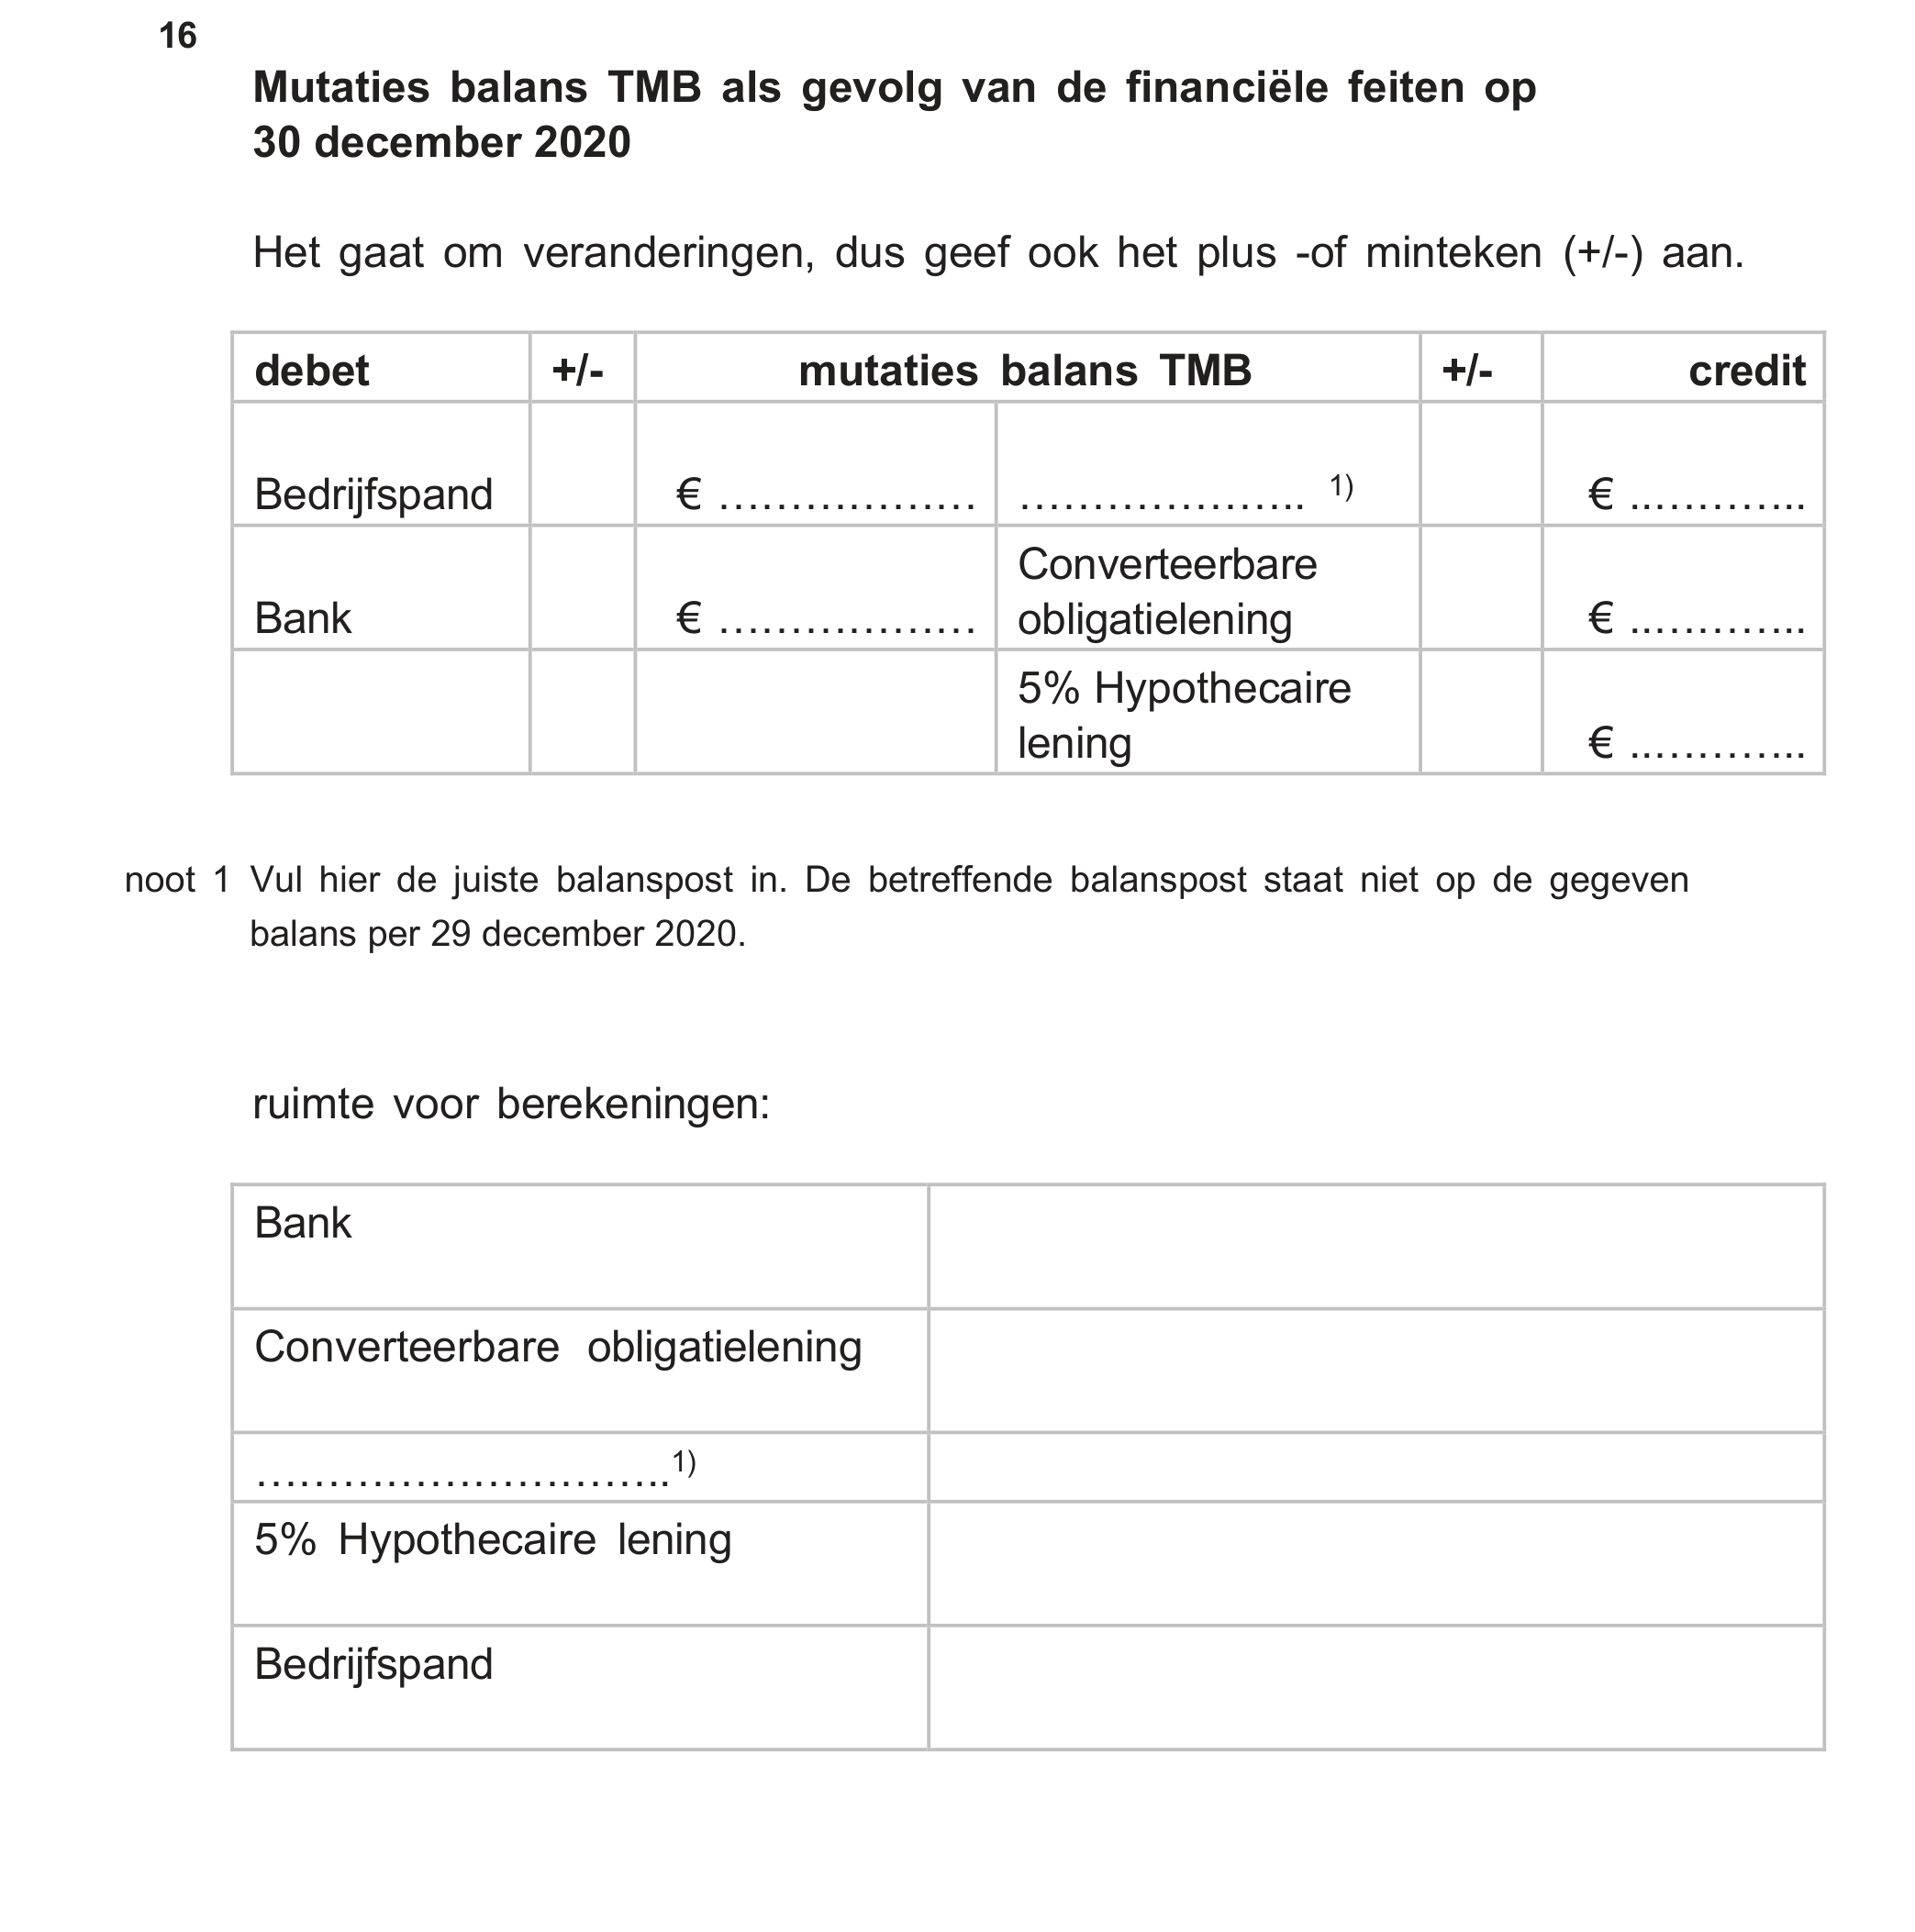 16
Mutaties balans TMB als gevolg van de financiële feiten op
30 december 2020
Het gaat om veranderingen, dus geef ook het plus -of minteken (+/-) aan.
debet +/- mutaties balans TMB +/- credit
Bedrijfspand € ……………… ……………….. 1) € ..………...
Bank € ……………… Converteerbare
obligatielening € ..………...
5% Hypothecaire
lening € ..………...
noot 1 Vul hier de juiste balanspost in. De betreffende balanspost staat niet op de gegeven
balans per 29 december 2020.
ruimte voor berekeningen:
Bank
Converteerbare obligatielening
………………………..1)
5% Hypothecaire lening
Bedrijfspand